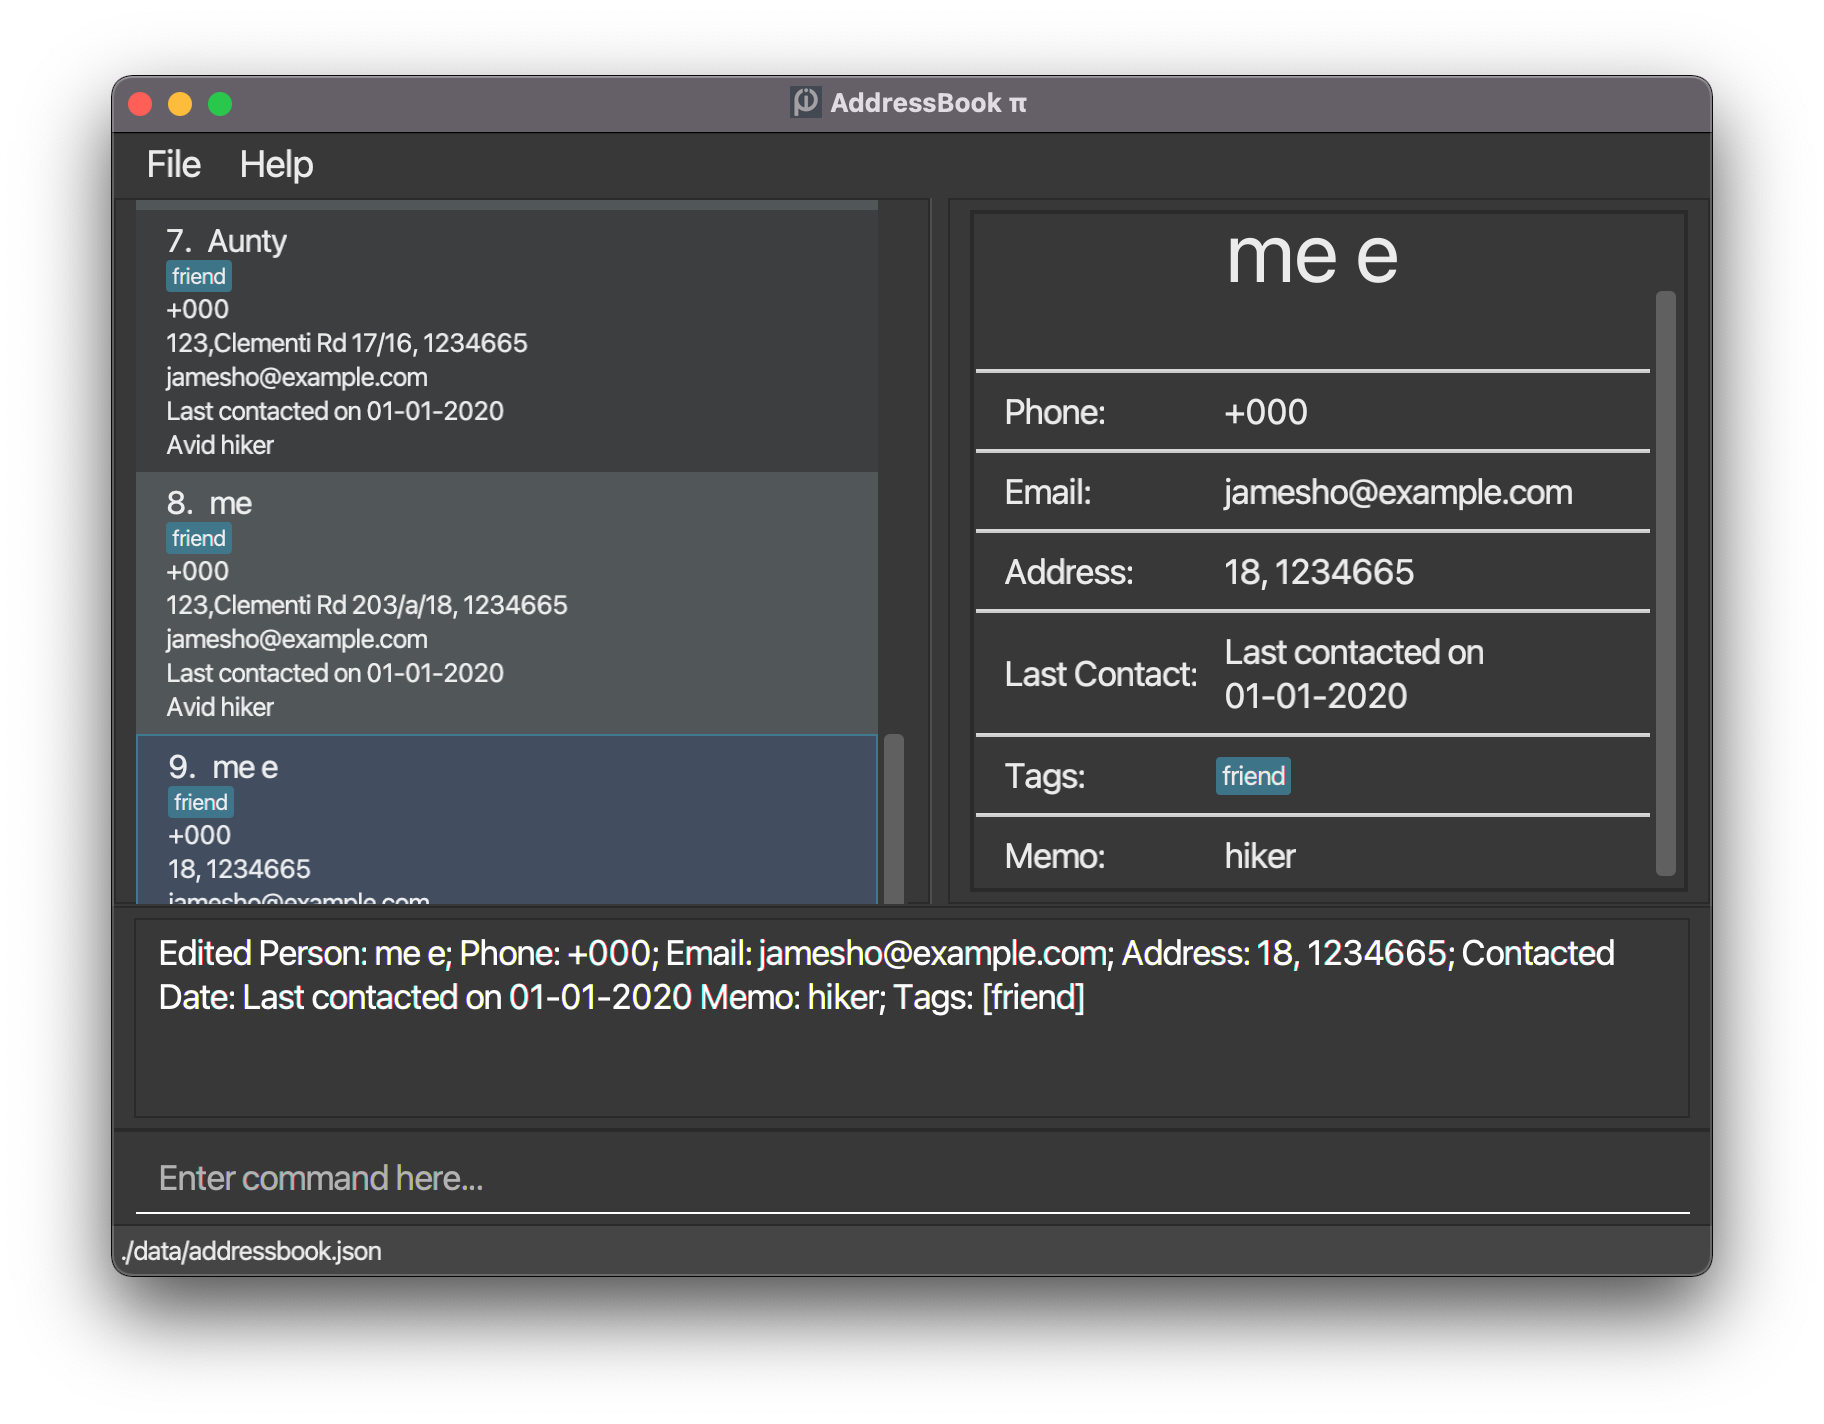 AddressBook π
File Help
7. Aunty
friend
+000
123,Clementi Rd 17/16, 1234665
jamesho@example.com
Last contacted on 01-01-2020
Avid hiker
8. me
friend
+000
123,Clementi Rd 203/a/18, 1234665
jamesho@example.com
Last contacted on 01-01-2020
Avid hiker
9. me e
friend
+000
18, 1234665
jamesho@example.com
me e
Phone: +000
Email: jamesho@example.com
Address: 18, 1234665
Last Contact: Last contacted on
01-01-2020
Tags: friend
Memo: hiker
Edited Person: me e; Phone: +000; Email: jamesho@example.com; Address: 18, 1234665; Contacted
Date: Last contacted on 01-01-2020 Memo: hiker; Tags: [friend]
Enter command here...
./data/addressbook.json